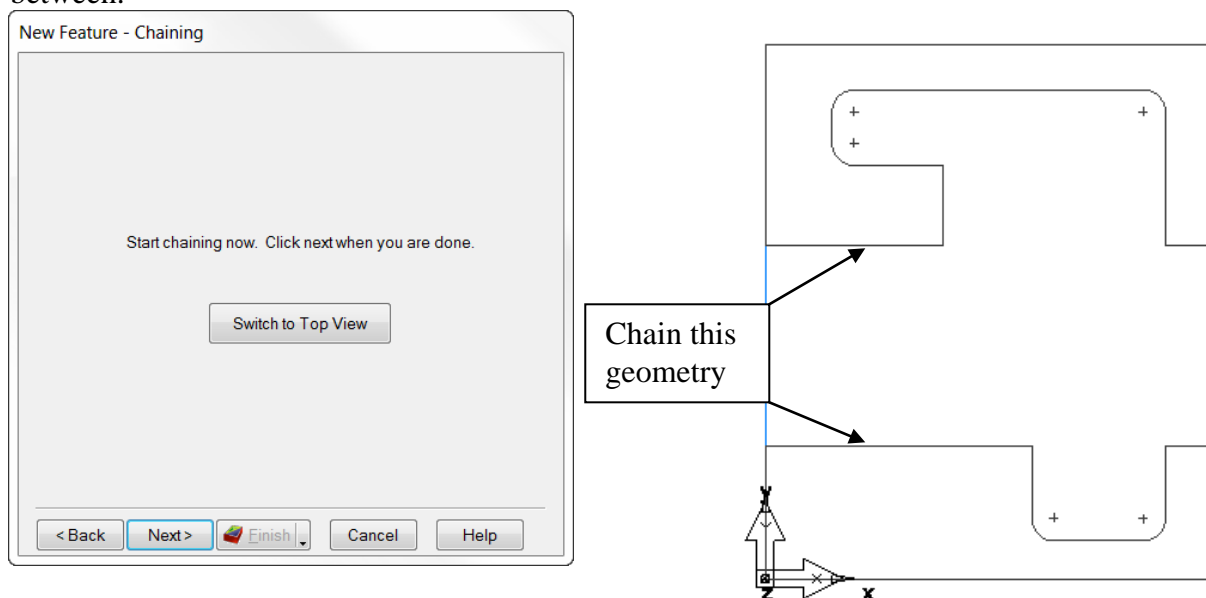 between.
New Feature - Chaining
Start chaining now. Click next when you are done.
Switch to Top View
< Back Next > Finish Cancel Help
Chain this
geometry
y
z
x